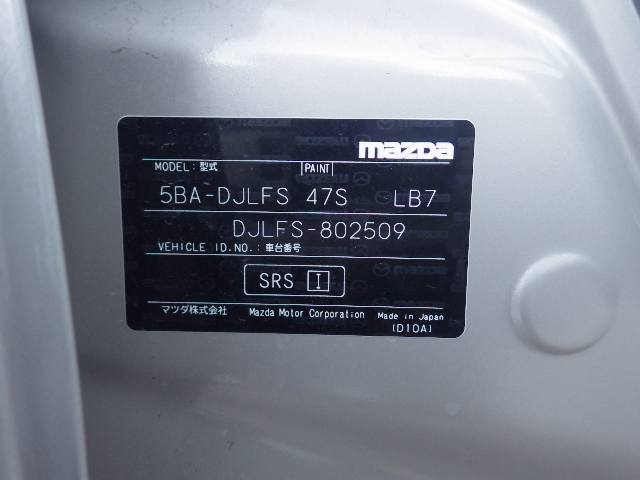 mazda
MODEL: 型式 PAINT
5BA-DJLFS 47S LB7
DJLFS-802509
VEHICLE ID.NO.: 車台番号
SRS I
マツダ株式会社 Mazda Motor Corporation Made in Japan
(D10A)